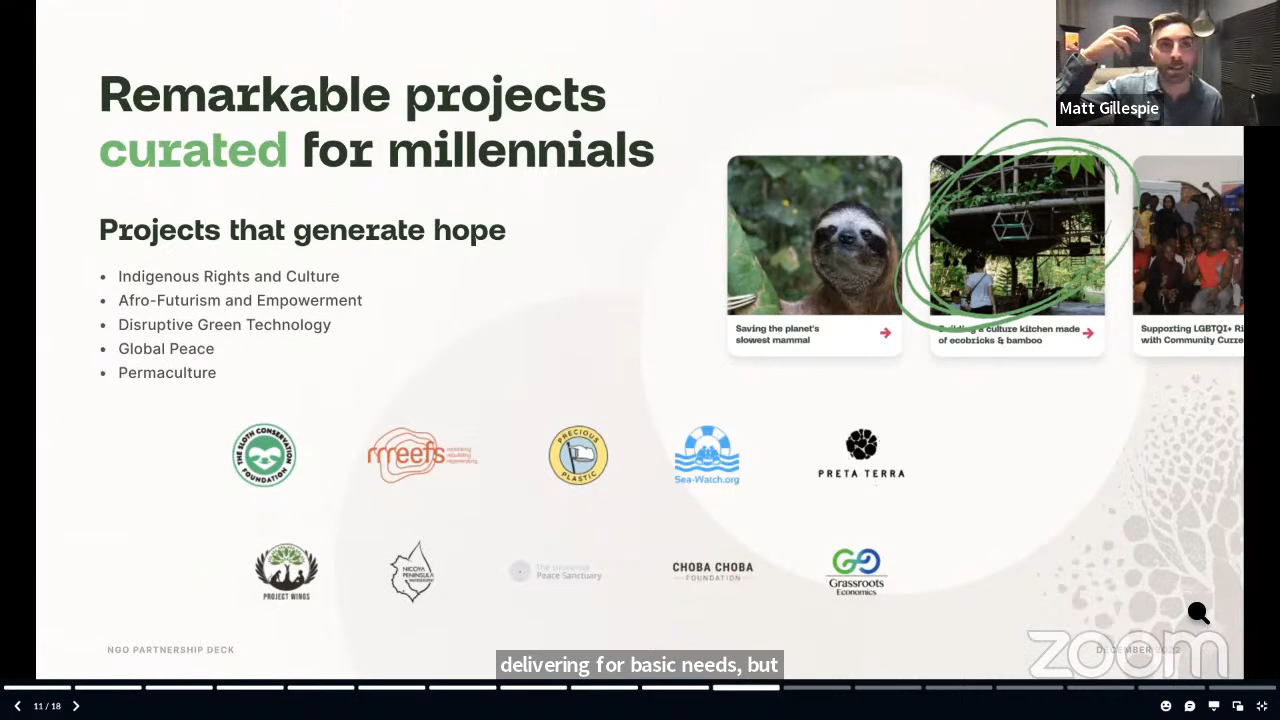 Remarkable projects
curated for millennials
Matt Gillespie
Projects that generate hope
• Indigenous Rights and Culture
• Afro-Futurism and Empowerment
• Disruptive Green Technology
• Global Peace
• Permaculture
Saving the planet's
slowest mammal
Building a culture kitchen made
of ecobricks & bamboo
Supporting LGBTQI+ Ri
with Community Curre
THE SLOTH CONSERVATION FOUNDATION
rrreefs
PRECIOUS PLASTIC
Sea-Watch.org
PRETA TERRA
PROJECT WINGS
NICOYA
PENINSULA
Peace Sanctuary
CHOBA CHOBA
FOUNDATION
Grassroots
Economics
NGO PARTNERSHIP DECK
DECEMBER 2022
zoom
delivering for basic needs, but
11 / 18